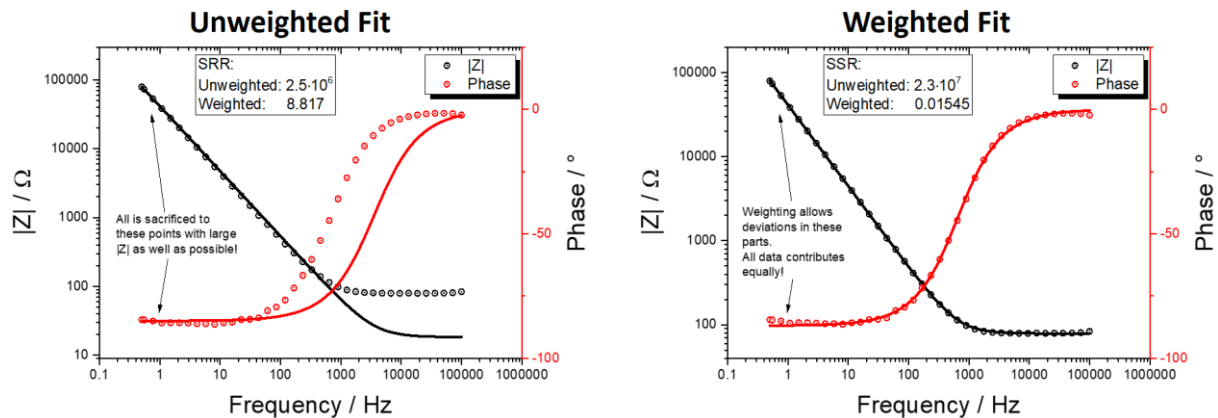 Unweighted Fit
SRR:
Unweighted: 2.5·10⁶
Weighted: 8.817
|Z|
Phase
100000
10000
1000
100
10
|Z| / Ω
All is sacrificed to
these points with large
|Z| as well as possible!
0
-50
-100
Phase / °
0.1 1 10 100 1000 10000 100000 1000000
Frequency / Hz
Weighted Fit
SSR:
Unweighted: 2.3·10⁷
Weighted: 0.01545
|Z|
Phase
100000
10000
1000
100
|Z| / Ω
Weighting allows
deviations in these
parts.
All data contributes
equally!
0
-50
-100
Phase / °
0.1 1 10 100 1000 10000 100000 1000000
Frequency / Hz